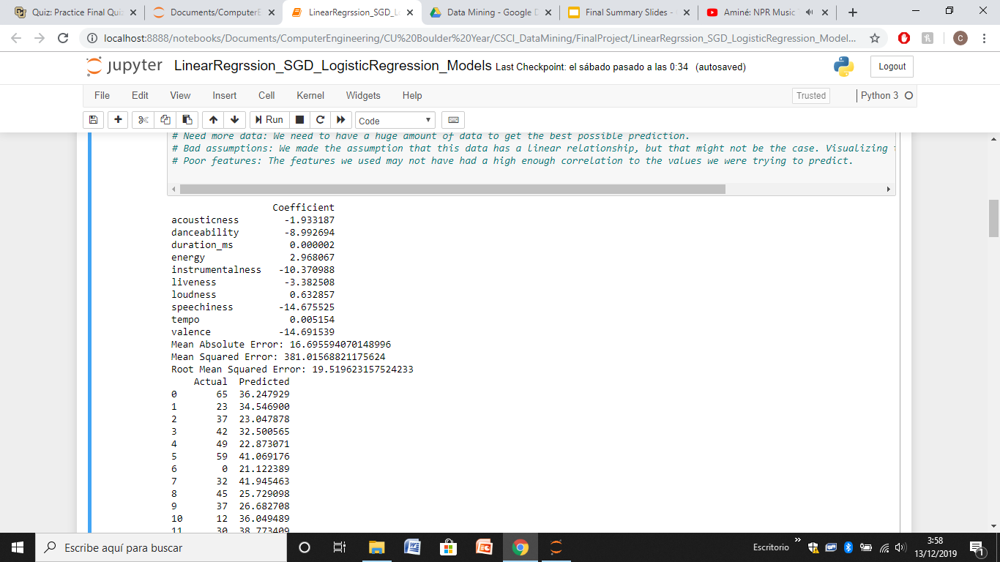 Quiz: Practice Final Quiz
Documents/ComputerE
LinearRegrssion_SGD_L
Data Mining - Google D
Final Summary Slides -
Aminé: NPR Music
localhost:8888/notebooks/Documents/ComputerEngineering/CU%20Boulder%20Year/CSCI_DataMining/FinalProject/LinearRegrssion_SGD_LogisticRegression_Model...
C
jupyter LinearRegrssion_SGD_LogisticRegression_Models Last Checkpoint: el sábado pasado a las 0:34 (autosaved)
Logout
File Edit View Insert Cell Kernel Widgets Help
Trusted
Python 3
Run
Code
# Need more data: We need to have a huge amount of data to get the best possible prediction.
# Bad assumptions: We made the assumption that this data has a linear relationship, but that might not be the case. Visualizing
# Poor features: The features we used may not have had a high enough correlation to the values we were trying to predict.
Coefficient
acousticness -1.933187
danceability -8.992694
duration_ms 0.000002
energy 2.968067
instrumentalness -10.370988
liveness -3.382508
loudness 0.632857
speechiness -14.675525
tempo 0.005154
valence -14.691539
Mean Absolute Error: 16.695594070148996
Mean Squared Error: 381.01568821175624
Root Mean Squared Error: 19.519623157524233
Actual Predicted
0 65 36.247929
1 23 34.546900
2 37 23.047878
3 42 32.500565
4 49 22.873071
5 59 41.069176
6 0 21.122389
7 32 41.945463
8 45 25.729098
9 37 26.682708
10 12 36.049489
11 30 38.773409
Escribe aquí para buscar
Escritorio
3:58
13/12/2019
1